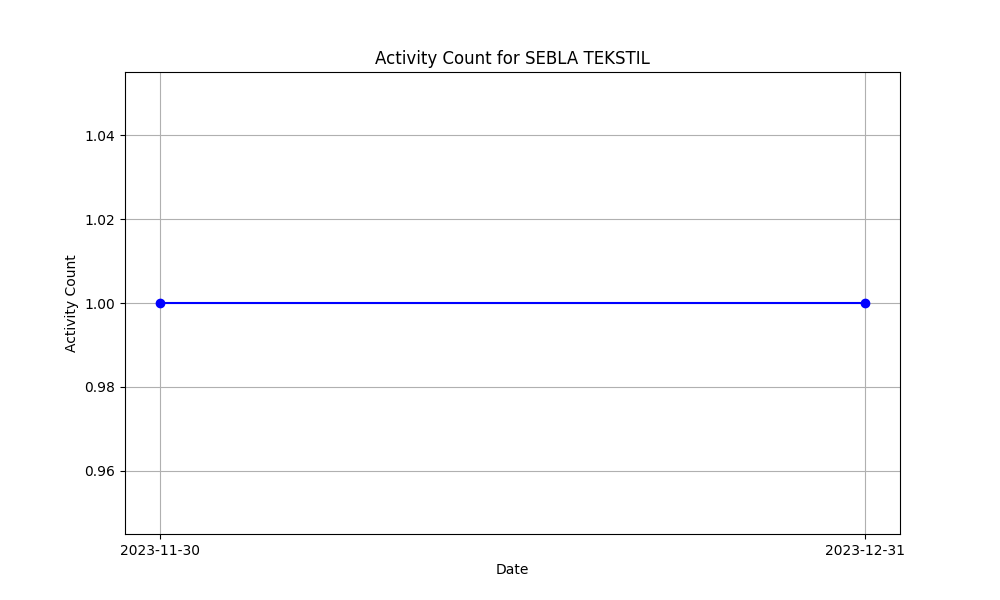 Activity Count for SEBLA TEKSTIL
1.04
1.02
1.00
0.98
0.96
Activity Count
2023-11-30
2023-12-31
Date